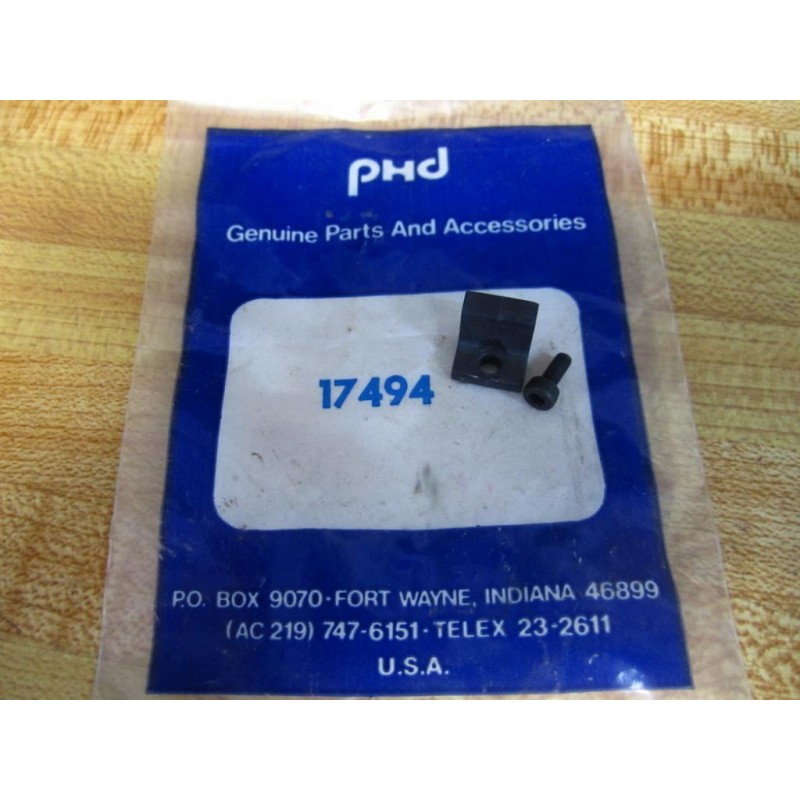 PHd
Genuine Parts And Accessories
17494
P.O. BOX 9070·FORT WAYNE, INDIANA 46899
(AC 219) 747-6151·TELEX 23-2611
U.S.A.